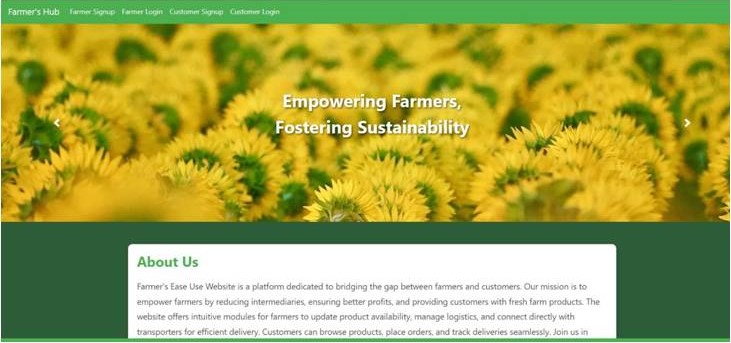 Farmer's Hub Farmer Signup Farmer Login Customer Signup Customer Login
Empowering Farmers,
Fostering Sustainability
About Us
Farmer's Ease Use Website is a platform dedicated to bridging the gap between farmers and customers. Our mission is to
empower farmers by reducing intermediaries, ensuring better profits, and providing customers with fresh farm products. The
website offers intuitive modules for farmers to update product availability, manage logistics, and connect directly with
transporters for efficient delivery. Customers can browse products, place orders, and track deliveries seamlessly. Join us in